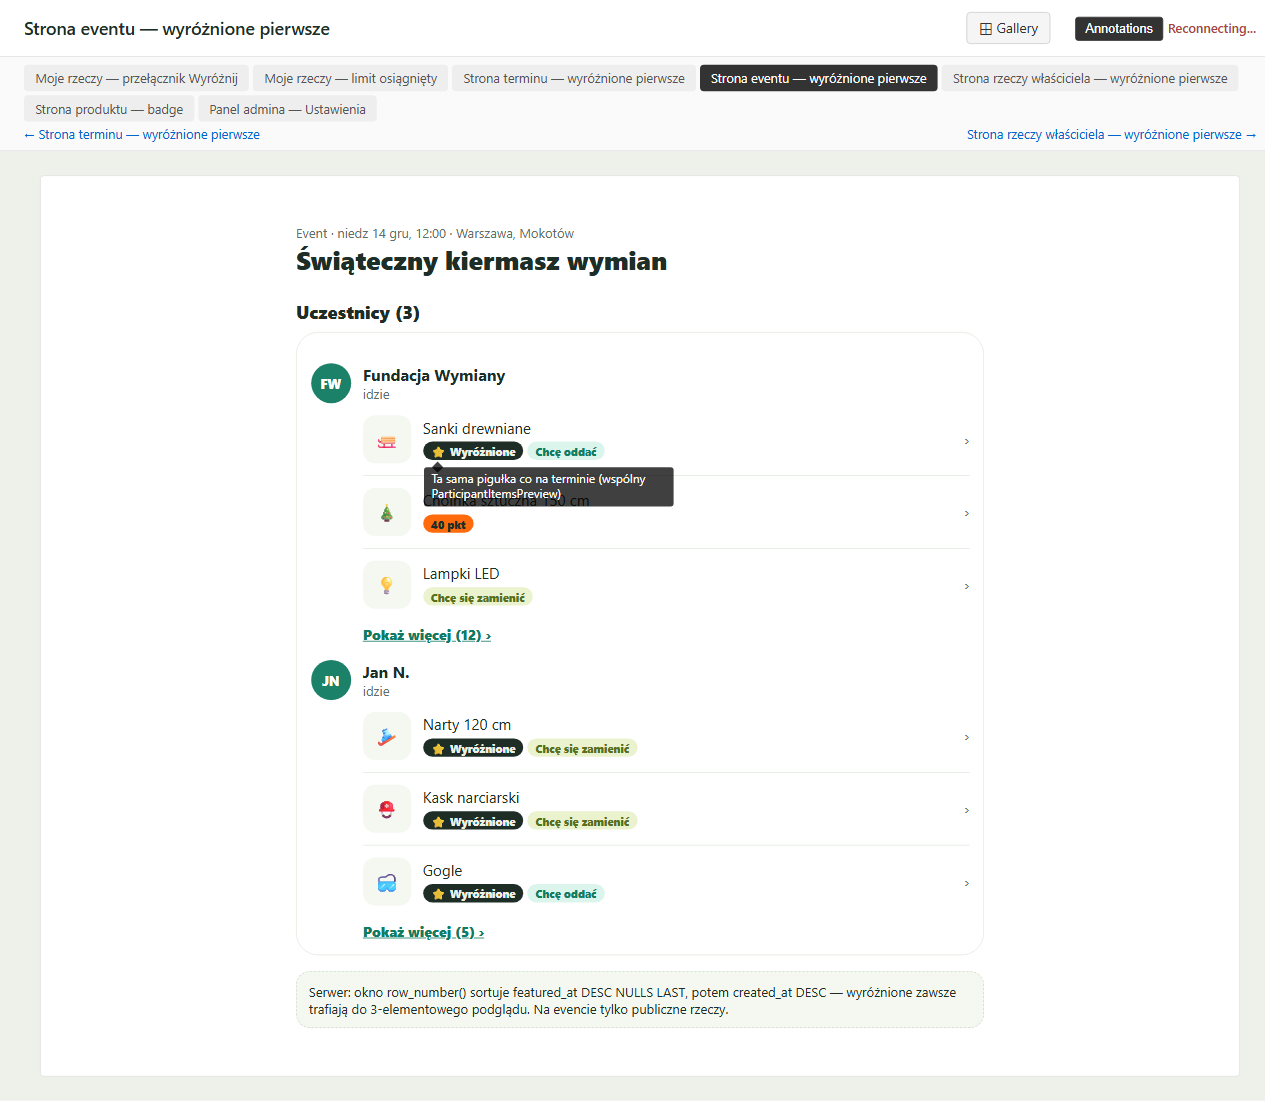 Strona eventu — wyróżnione pierwsze
Gallery
Annotations
Reconnecting...
Moje rzeczy — przełącznik Wyróżnij
Moje rzeczy — limit osiągnięty
Strona terminu — wyróżnione pierwsze
Strona eventu — wyróżnione pierwsze
Strona rzeczy właściciela — wyróżnione pierwsze
Strona produktu — badge
Panel admina — Ustawienia
← Strona terminu — wyróżnione pierwsze
Strona rzeczy właściciela — wyróżnione pierwsze →
Event · niedz 14 gru, 12:00 · Warszawa, Mokotów
Świąteczny kiermasz wymian
Uczestnicy (3)
FW
Fundacja Wymiany
idzie
Sanki drewniane
Wyróżnione
Chcę oddać
›
Ta sama pigułka co na terminie (wspólny
ParticipantItemsPreview)
Choinka sztuczna 150 cm
40 pkt
›
Lampki LED
Chcę się zamienić
›
Pokaż więcej (12) ›
JN
Jan N.
idzie
Narty 120 cm
Wyróżnione
Chcę się zamienić
›
Kask narciarski
Wyróżnione
Chcę się zamienić
›
Gogle
Wyróżnione
Chcę oddać
›
Pokaż więcej (5) ›
Serwer: okno row_number() sortuje featured_at DESC NULLS LAST, potem created_at DESC — wyróżnione zawsze
trafiają do 3-elementowego podglądu. Na evencie tylko publiczne rzeczy.